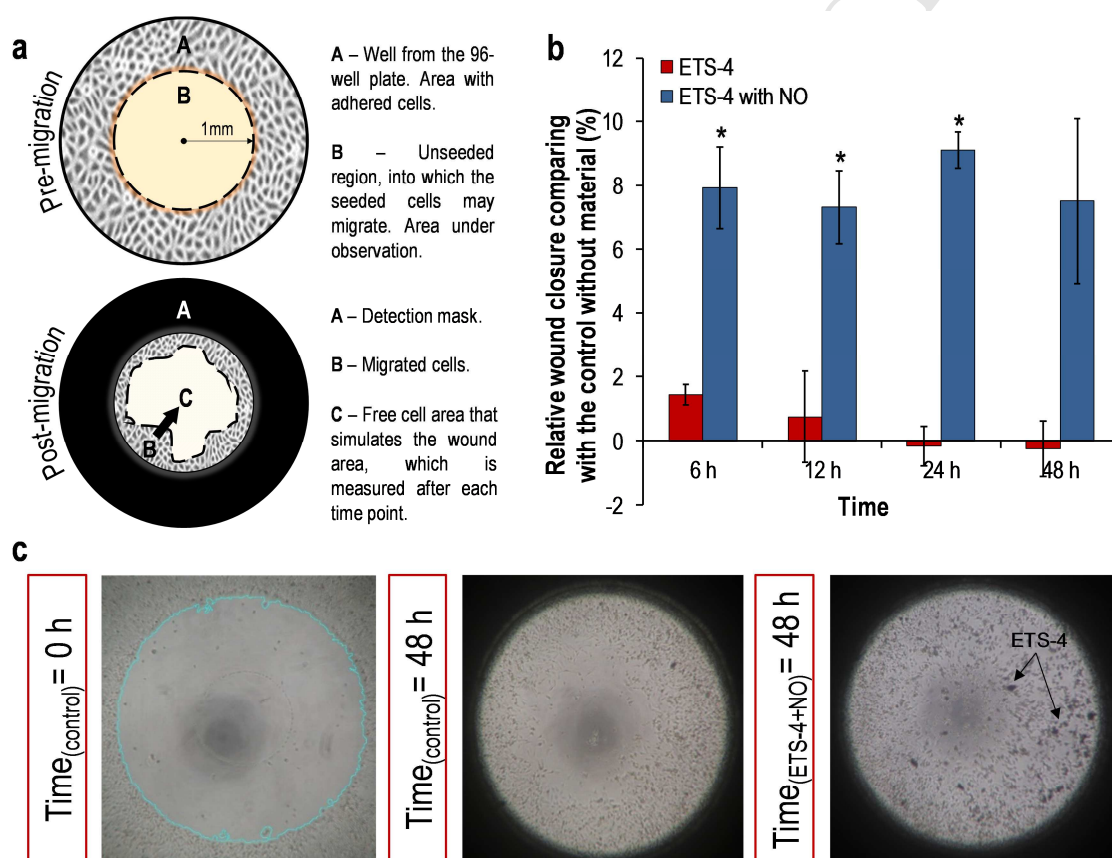 a
Pre-migration
A
B
1mm
A – Well from the 96-
well plate. Area with
adhered cells.
B – Unseeded
region, into which the
seeded cells may
migrate. Area under
observation.
Post-migration
A
C
B
A – Detection mask.
B – Migrated cells.
C – Free cell area that
simulates the wound
area, which is
measured after each
time point.
b
Relative wound closure comparing
with the control without material (%)
12
10
8
6
4
2
0
-2
ETS-4
ETS-4 with NO
*
*
*
6 h
12 h
24 h
48 h
Time
c
Time(control)= 0 h
Time(control)= 48 h
Time(ETS-4+NO)= 48 h
ETS-4